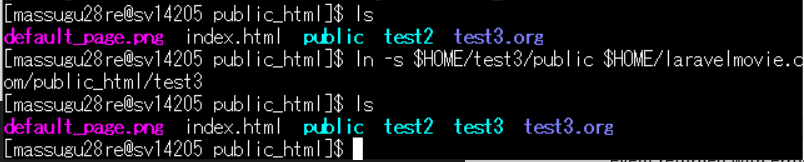 [massugu28re@sv14205 public_html]$ ls
default_page.png index.html public test2 test3.org
[massugu28re@sv14205 public_html]$ ln -s $HOME/test3/public $HOME/laravelmovie.c
om/public_html/test3
[massugu28re@sv14205 public_html]$ ls
default_page.png index.html public test2 test3 test3.org
[massugu28re@sv14205 public_html]$